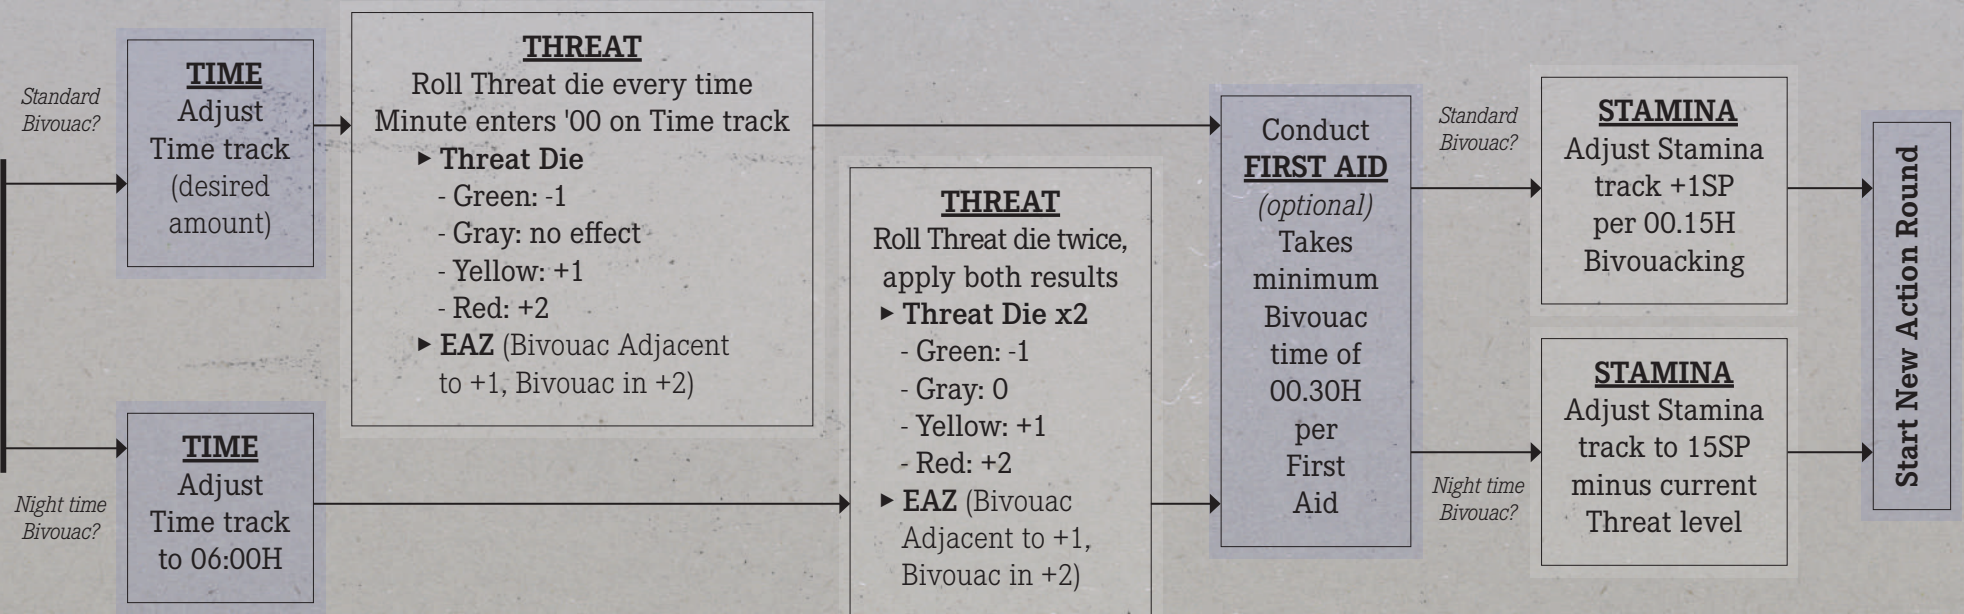 Standard
Bivouac?
TIME
Adjust
Time track
(desired
amount)
THREAT
Roll Threat die every time
Minute enters '00 on Time track
▸ Threat Die
- Green: -1
- Gray: no effect
- Yellow: +1
- Red: +2
▸ EAZ (Bivouac Adjacent
to +1, Bivouac in +2)
Night time
Bivouac?
TIME
Adjust
Time track
to 06:00H
THREAT
Roll Threat die twice,
apply both results
▸ Threat Die x2
- Green: -1
- Gray: 0
- Yellow: +1
- Red: +2
▸ EAZ (Bivouac
Adjacent to +1,
Bivouac in +2)
Conduct
FIRST AID
(optional)
Takes
minimum
Bivouac
time of
00.30H
per
First
Aid
Standard
Bivouac?
STAMINA
Adjust Stamina
track +1SP
per 00.15H
Bivouacking
Night time
Bivouac?
STAMINA
Adjust Stamina
track to 15SP
minus current
Threat level
Start New Action Round